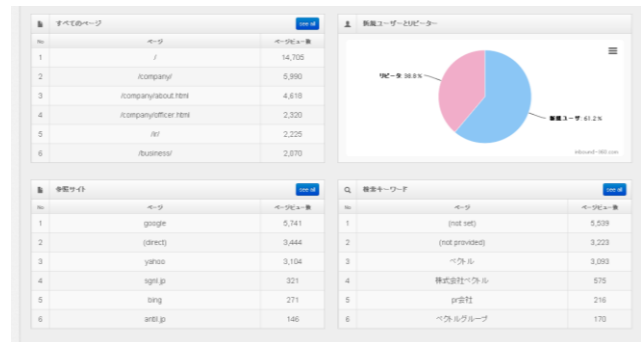 すべてのページ
see all
No
ページ
ページビュー数
1
/
14,705
2
/company/
5,990
3
/company/about.html
4,618
4
/company/officer.html
2,320
5
/ir/
2,225
6
/business/
2,070
新規ユーザーとリピーター
リピータ: 38.8 %
新規ユーザ: 61.2 %
参照サイト
see all
No
ページ
ページビュー数
1
google
5,741
2
(direct)
3,444
3
yahoo
3,104
4
sgnl.jp
321
5
bing
271
6
antil.jp
146
検索キーワード
see all
No
ページ
ページビュー数
1
(not set)
5,539
2
(not provided)
3,223
3
ベクトル
3,093
4
株式会社ベクトル
575
5
pr会社
216
6
ベクトルグループ
170